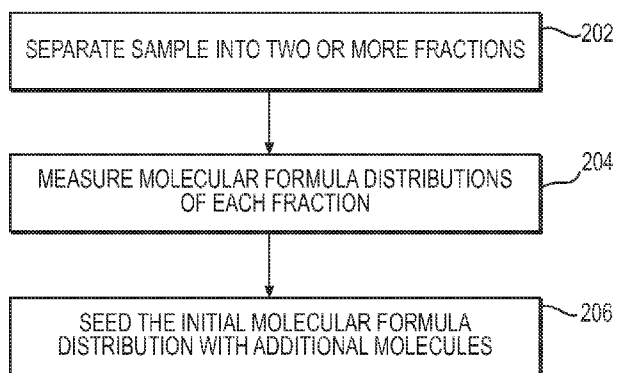 SEPARATE SAMPLE INTO TWO OR MORE FRACTIONS
202
MEASURE MOLECULAR FORMULA DISTRIBUTIONS
OF EACH FRACTION
204
SEED THE INITIAL MOLECULAR FORMULA
DISTRIBUTION WITH ADDITIONAL MOLECULES
206